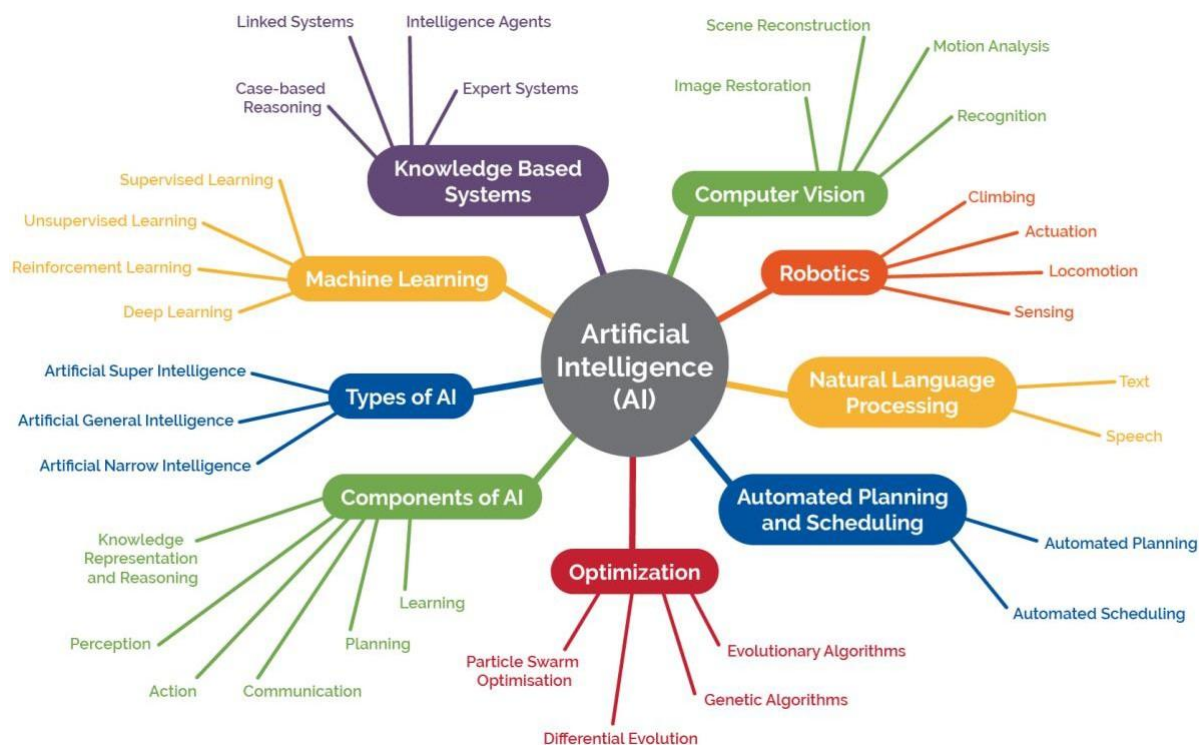 Artificial
Intelligence
(AI)
Knowledge Based
Systems
Linked Systems
Intelligence Agents
Case-based
Reasoning
Expert Systems
Computer Vision
Scene Reconstruction
Motion Analysis
Image Restoration
Recognition
Robotics
Climbing
Actuation
Locomotion
Sensing
Natural Language
Processing
Text
Speech
Automated Planning
and Scheduling
Automated Planning
Automated Scheduling
Optimization
Evolutionary Algorithms
Particle Swarm
Optimisation
Genetic Algorithms
Differential Evolution
Components of AI
Knowledge
Representation
and Reasoning
Learning
Perception
Planning
Action
Communication
Types of AI
Artificial Super Intelligence
Artificial General Intelligence
Artificial Narrow Intelligence
Machine Learning
Supervised Learning
Unsupervised Learning
Reinforcement Learning
Deep Learning